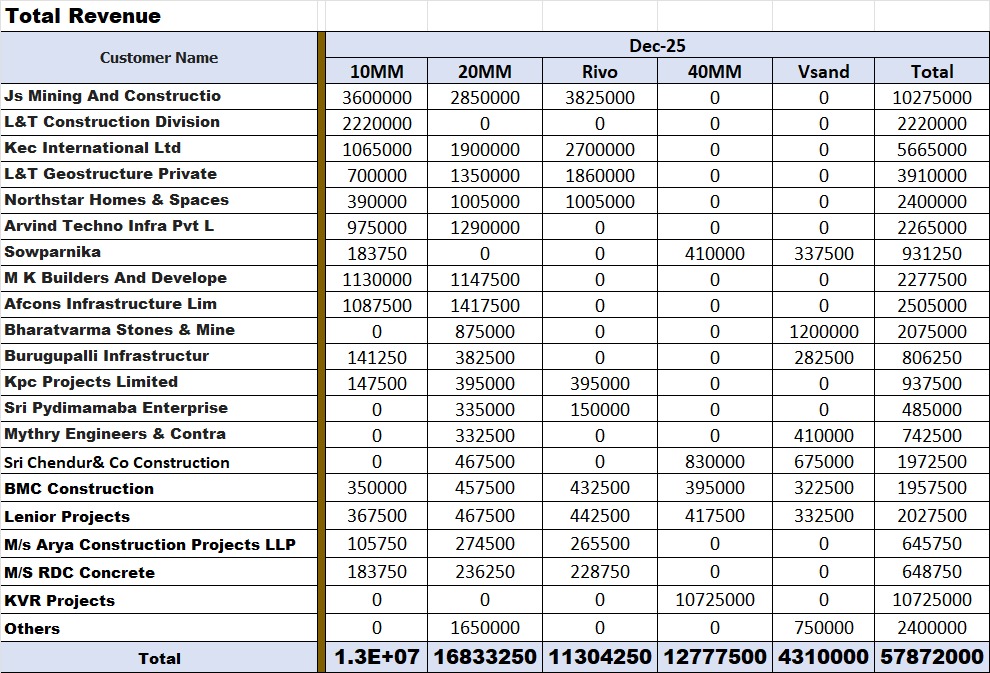 Total Revenue
Customer Name Dec-25
10MM 20MM Rivo 40MM Vsand Total
Js Mining And Constructio 3600000 2850000 3825000 0 0 10275000
L&T Construction Division 2220000 0 0 0 0 2220000
Kec International Ltd 1065000 1900000 2700000 0 0 5665000
L&T Geostructure Private 700000 1350000 1860000 0 0 3910000
Northstar Homes & Spaces 390000 1005000 1005000 0 0 2400000
Arvind Techno Infra Pvt L 975000 1290000 0 0 0 2265000
Sowparnika 183750 0 0 410000 337500 931250
M K Builders And Develope 1130000 1147500 0 0 0 2277500
Afcons Infrastructure Lim 1087500 1417500 0 0 0 2505000
Bharatvarma Stones & Mine 0 875000 0 0 1200000 2075000
Burugupalli Infrastructur 141250 382500 0 0 282500 806250
Kpc Projects Limited 147500 395000 395000 0 0 937500
Sri Pydimamaba Enterprise 0 335000 150000 0 0 485000
Mythry Engineers & Contra 0 332500 0 0 410000 742500
Sri Chendur& Co Construction 0 467500 0 830000 675000 1972500
BMC Construction 350000 457500 432500 395000 322500 1957500
Lenior Projects 367500 467500 442500 417500 332500 2027500
M/s Arya Construction Projects LLP 105750 274500 265500 0 0 645750
M/S RDC Concrete 183750 236250 228750 0 0 648750
KVR Projects 0 0 0 10725000 0 10725000
Others 0 1650000 0 0 750000 2400000
Total 1.3E+07 16833250 11304250 12777500 4310000 57872000